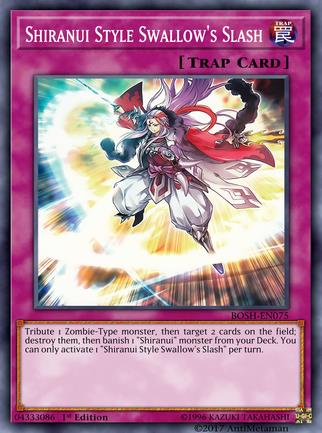 Shiranui Style Swallow's Slash
TRAP
罠
[TRAP CARD]
BOSH-EN075
Tribute 1 Zombie-Type monster, then target 2 cards on the field;
destroy them, then banish 1 "Shiranui" monster from your Deck. You
can only activate 1 "Shiranui Style Swallow's Slash" per turn.
04333086 1st Edition
©1996 KAZUKI TAKAHASHI
©2017 AntiMetaman